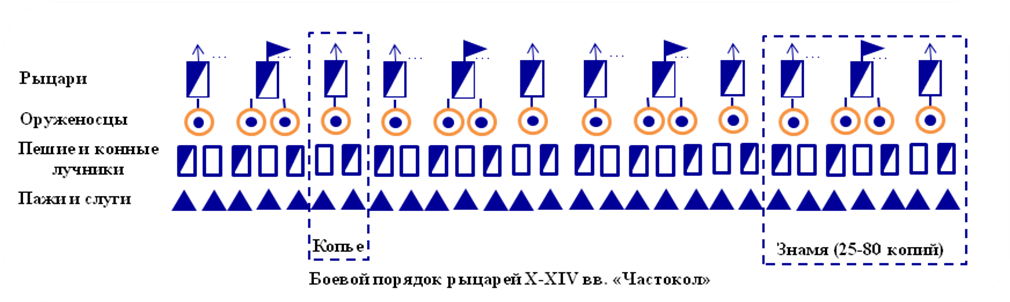 Рыцари
Оруженосцы
Пешие и конные
лучники
Пажи и слуги
Копье
Знамя (25-80 копий)
Боевой порядок рыцарей X-XIV вв. «Частокол»